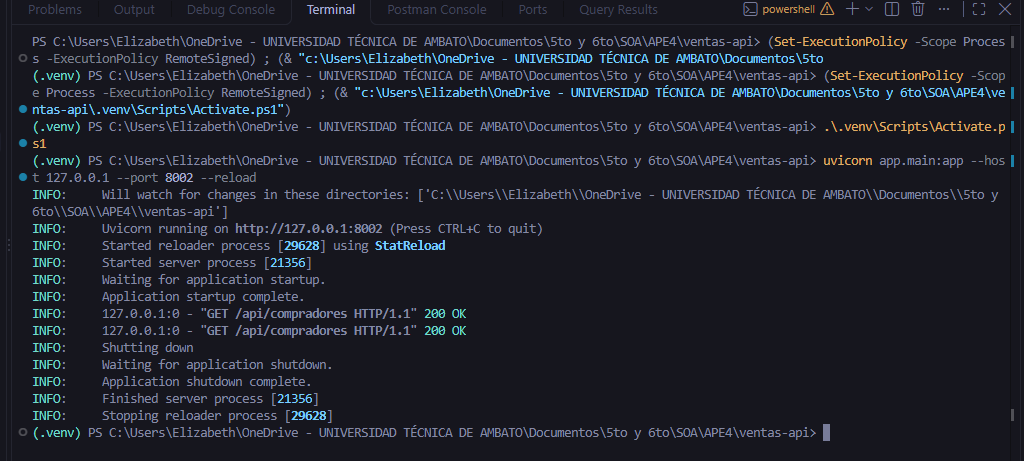 Problems Output Debug Console Terminal Postman Console Ports Query Results powershell
PS C:\Users\Elizabeth\OneDrive - UNIVERSIDAD TÉCNICA DE AMBATO\Documentos\5to y 6to\SOA\APE4\ventas-api> (Set-ExecutionPolicy -Scope Proces
s -ExecutionPolicy RemoteSigned) ; (& "c:\Users\Elizabeth\OneDrive - UNIVERSIDAD TÉCNICA DE AMBATO\Documentos\5to
(.venv) PS C:\Users\Elizabeth\OneDrive - UNIVERSIDAD TÉCNICA DE AMBATO\Documentos\5to y 6to\SOA\APE4\ventas-api> (Set-ExecutionPolicy -Scop
e Process -ExecutionPolicy RemoteSigned) ; (& "c:\Users\Elizabeth\OneDrive - UNIVERSIDAD TÉCNICA DE AMBATO\Documentos\5to y 6to\SOA\APE4\ve
ntas-api\.venv\Scripts\Activate.ps1")
(.venv) PS C:\Users\Elizabeth\OneDrive - UNIVERSIDAD TÉCNICA DE AMBATO\Documentos\5to y 6to\SOA\APE4\ventas-api> .\.venv\Scripts\Activate.p
s1
(.venv) PS C:\Users\Elizabeth\OneDrive - UNIVERSIDAD TÉCNICA DE AMBATO\Documentos\5to y 6to\SOA\APE4\ventas-api> uvicorn app.main:app --hos
t 127.0.0.1 --port 8002 --reload
INFO: Will watch for changes in these directories: ['C:\\Users\\Elizabeth\\OneDrive - UNIVERSIDAD TÉCNICA DE AMBATO\\Documentos\\5to y
6to\\SOA\\APE4\\ventas-api']
INFO: Uvicorn running on http://127.0.0.1:8002 (Press CTRL+C to quit)
INFO: Started reloader process [29628] using StatReload
INFO: Started server process [21356]
INFO: Waiting for application startup.
INFO: Application startup complete.
INFO: 127.0.0.1:0 - "GET /api/compradores HTTP/1.1" 200 OK
INFO: 127.0.0.1:0 - "GET /api/compradores HTTP/1.1" 200 OK
INFO: Shutting down
INFO: Waiting for application shutdown.
INFO: Application shutdown complete.
INFO: Finished server process [21356]
INFO: Stopping reloader process [29628]
(.venv) PS C:\Users\Elizabeth\OneDrive - UNIVERSIDAD TÉCNICA DE AMBATO\Documentos\5to y 6to\SOA\APE4\ventas-api>